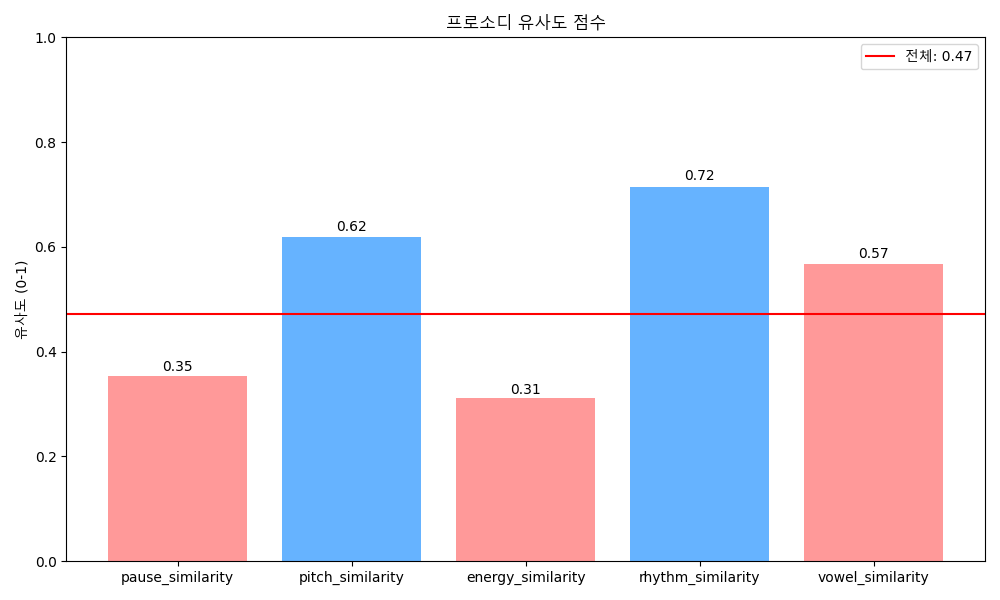 프로소디 유사도 점수
전체: 0.47
유사도 (0-1)
1.0
0.8
0.6
0.4
0.2
0.0
0.35
0.62
0.31
0.72
0.57
pause_similarity
pitch_similarity
energy_similarity
rhythm_similarity
vowel_similarity